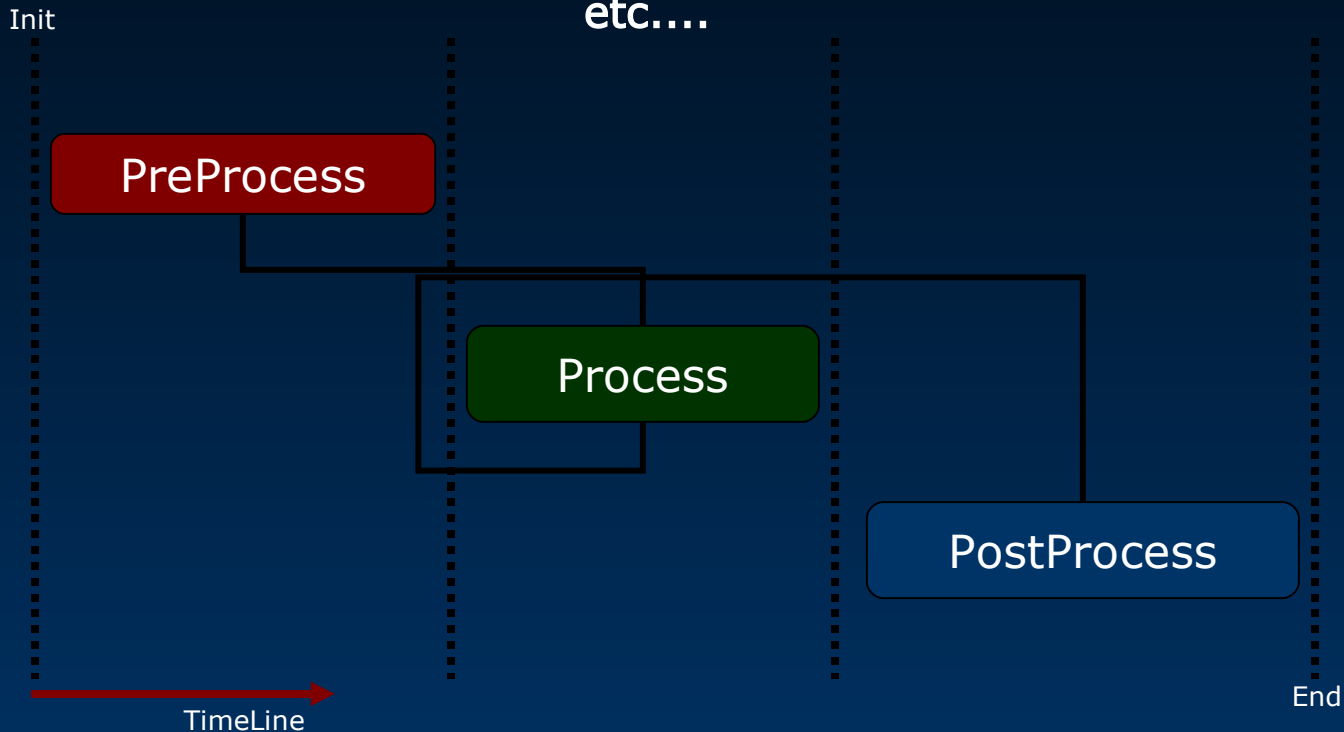 etc....
Init
PreProcess
Process
PostProcess
End
TimeLine